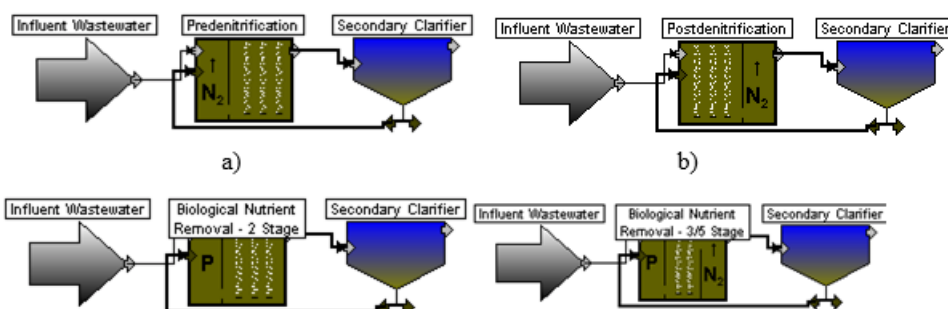 Influent Wastewater
Predenitrification
Secondary Clarifier
N2
a)
Influent Wastewater
Postdenitrification
Secondary Clarifier
N2
b)
Influent Wastewater
Biological Nutrient
Removal - 2 Stage
Secondary Clarifier
P
Influent Wastewater
Biological Nutrient
Removal - 3/5 Stage
Secondary Clarifier
P
N2